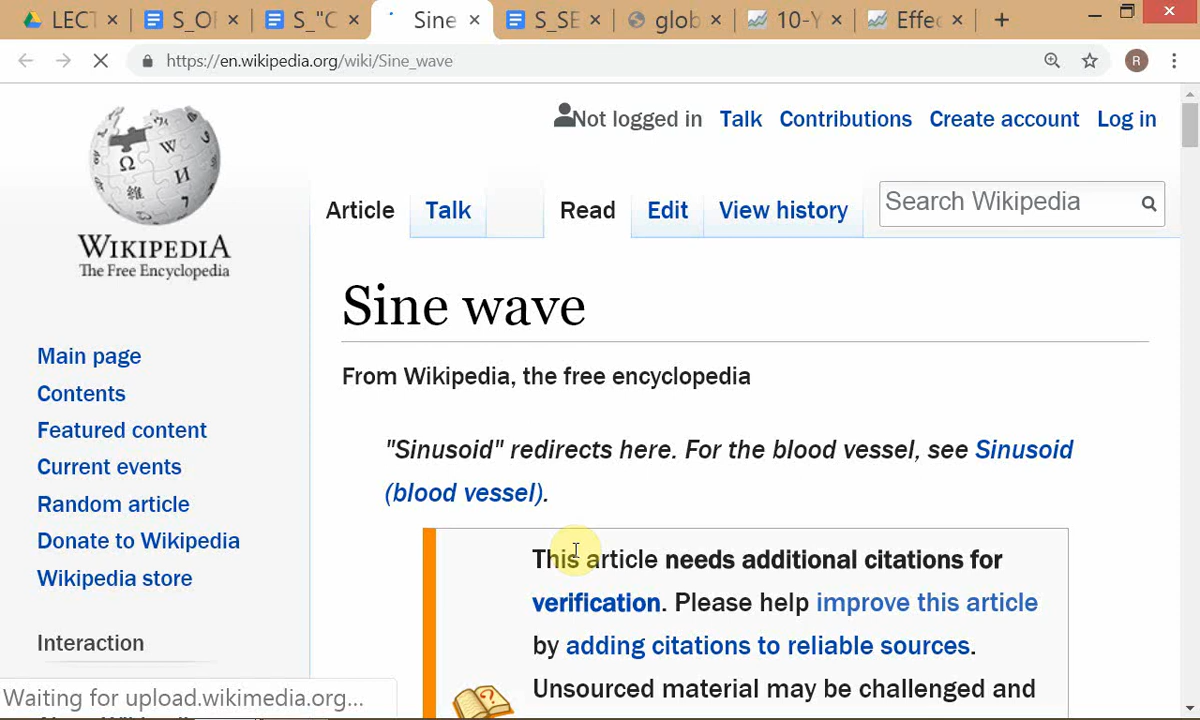 LECT
S_O
S_"C
Sine
S_SE
glob
10-Y
Effec
https://en.wikipedia.org/wiki/Sine_wave
R
Not logged in Talk Contributions Create account Log in
Article Talk Read Edit View history Search Wikipedia
Ω W И 維 7
WIKIPEDIA
The Free Encyclopedia
Sine wave
From Wikipedia, the free encyclopedia
Main page
Contents
Featured content
Current events
Random article
Donate to Wikipedia
Wikipedia store
Interaction
"Sinusoid" redirects here. For the blood vessel, see Sinusoid
(blood vessel).
This article needs additional citations for
verification. Please help improve this article
by adding citations to reliable sources.
Unsourced material may be challenged and
Waiting for upload.wikimedia.org...